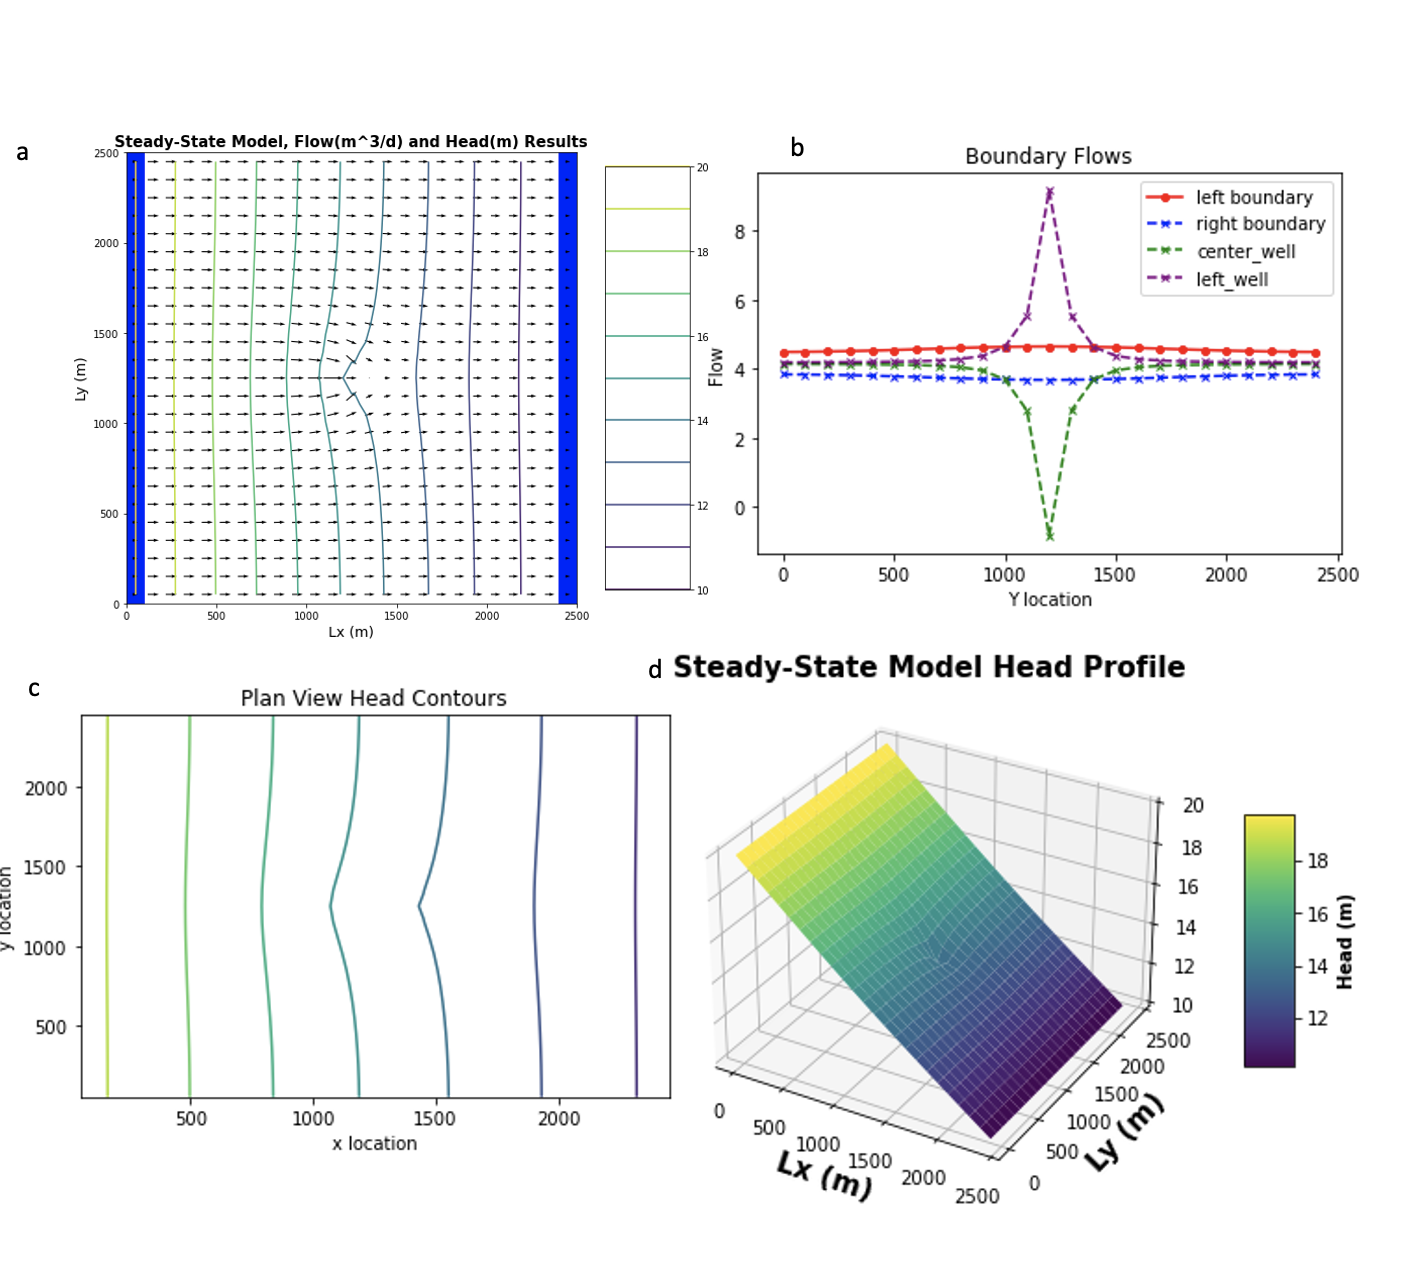 a
Steady-State Model, Flow(m^3/d) and Head(m) Results
2500
2000
1500
1000
500
0
Ly (m)
0 500 1000 1500 2000 2500
Lx (m)
20
18
16
14
12
10
b
Boundary Flows
left boundary
right boundary
center_well
left_well
8
6
4
2
0
Flow
0 500 1000 1500 2000 2500
Y location
c
Plan View Head Contours
2000
1500
1000
500
y location
500 1000 1500 2000
x location
d
Steady-State Model Head Profile
20
18
16
14
12
10
0 500 1000 1500 2000 2500
Lx (m)
0 500 1000 1500 2000 2500
Ly (m)
18
16
14
12
Head (m)